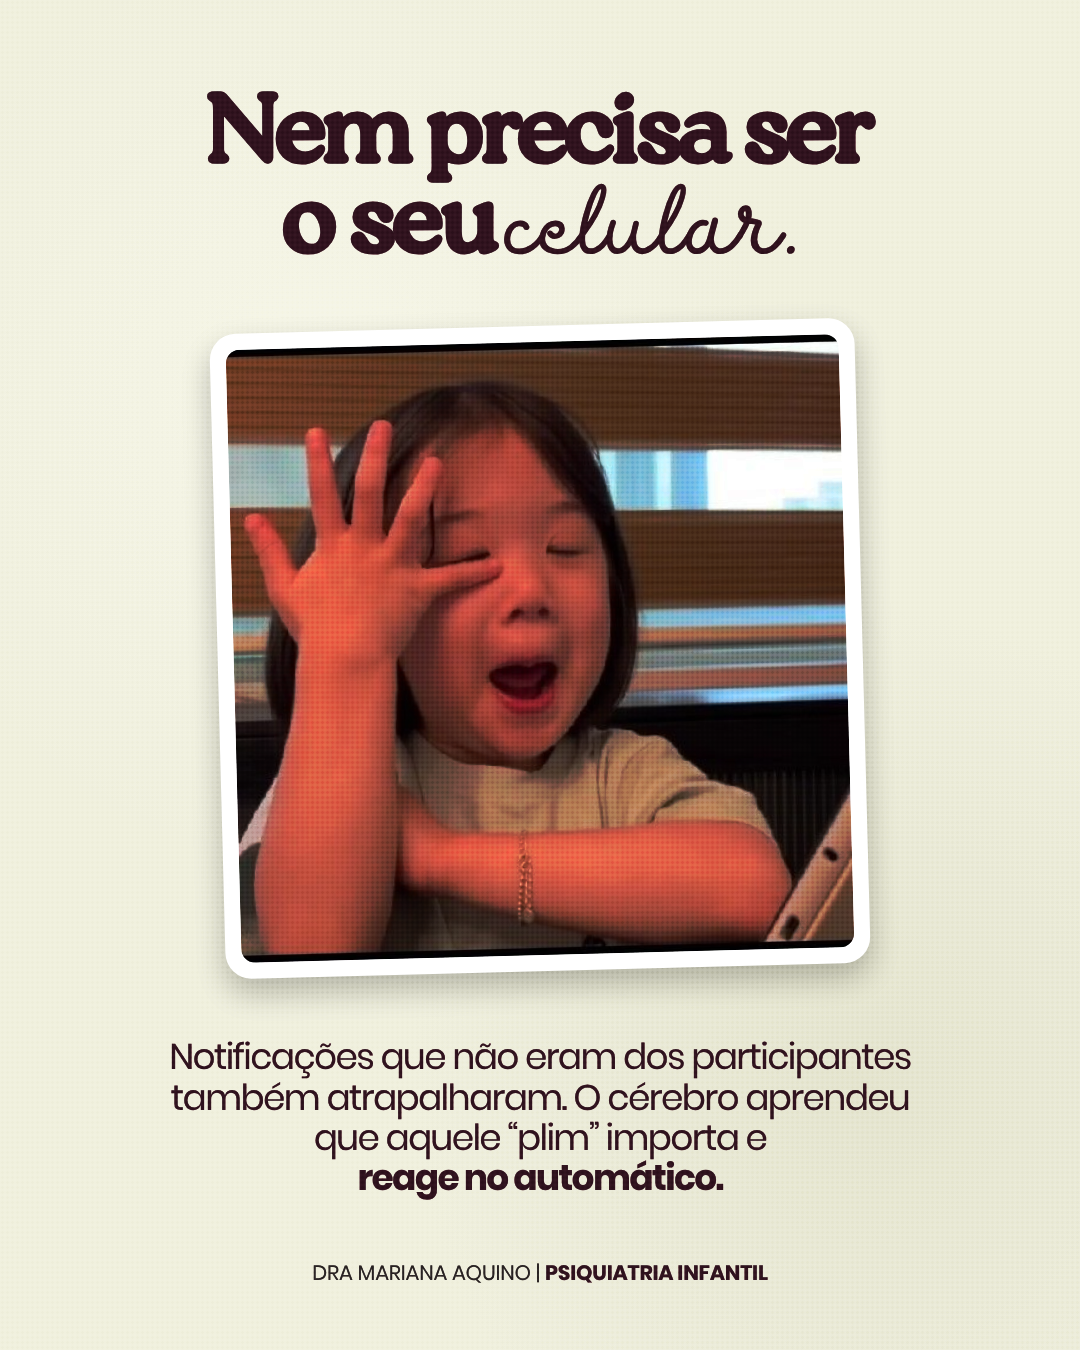 Nem precisa ser
o seu celular.
Notificações que não eram dos participantes
também atrapalharam. O cérebro aprendeu
que aquele “plim” importa e
reage no automático.
DRA MARIANA AQUINO | PSIQUIATRIA INFANTIL